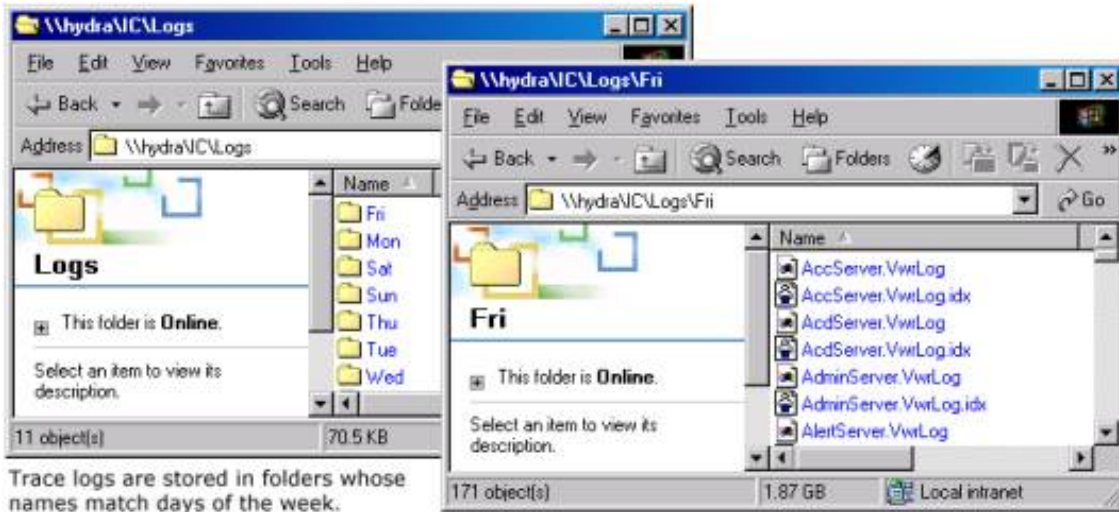 \\hydra\IC\Logs
File Edit View Favorites Tools Help
Back Search Folde
Address \\hydra\IC\Logs
Logs
This folder is Online.
Select an item to view its
description.
Name
Fri
Mon
Sat
Sun
Thu
Tue
Wed
11 object(s) 70.5 KB
Trace logs are stored in folders whose
names match days of the week.
\\hydra\IC\Logs\Fri
File Edit View Favorites Tools Help
Back Search Folders »
Address \\hydra\IC\Logs\Fri Go
Fri
This folder is Online.
Select an item to view its
description.
Name
AccServer.VwrLog
AccServer.VwrLog.idx
AcdServer.VwrLog
AcdServer.VwrLog.idx
AdminServer.VwrLog
AdminServer.VwrLog.idx
AlertServer.VwrLog
171 object(s) 1.87 GB Local intranet